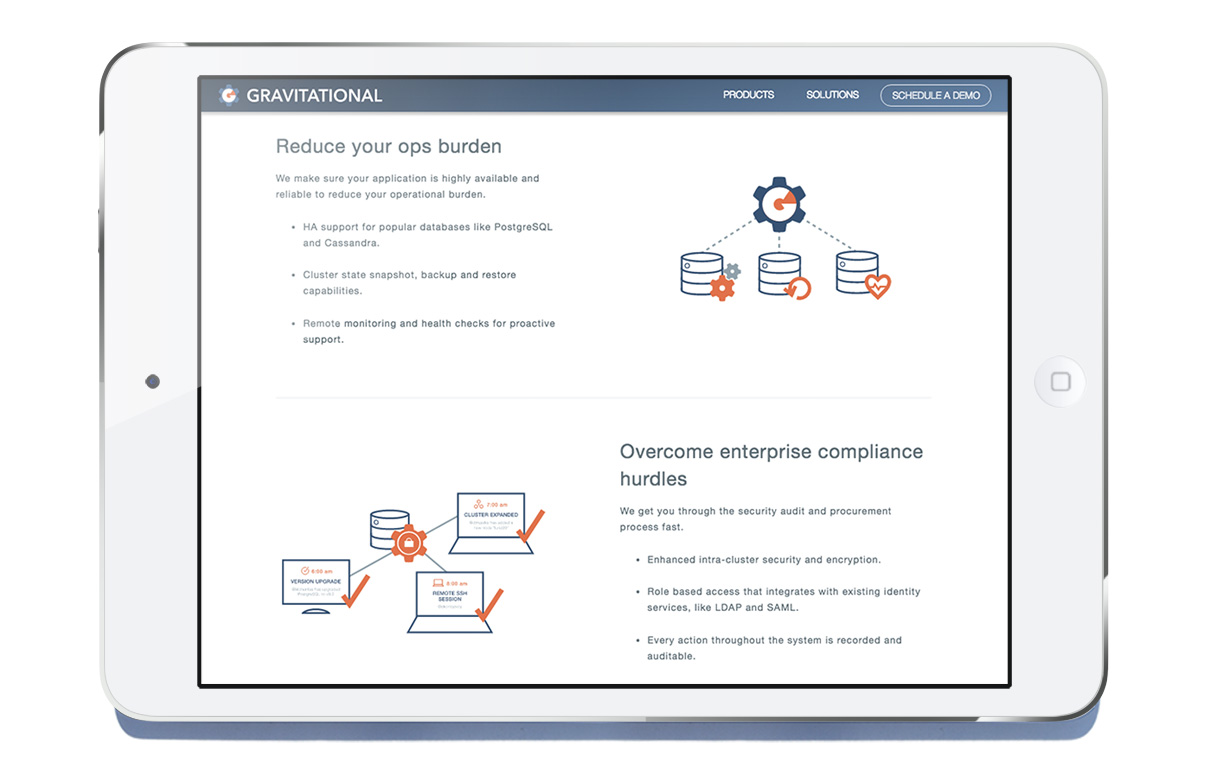 GRAVITATIONAL
PRODUCTS
SOLUTIONS
SCHEDULE A DEMO
Reduce your ops burden
We make sure your application is highly available and
reliable to reduce your operational burden.
• HA support for popular databases like PostgreSQL
and Cassandra.
• Cluster state snapshot, backup and restore
capabilities.
• Remote monitoring and health checks for proactive
support.
Overcome enterprise compliance
hurdles
We get you through the security audit and procurement
process fast.
• Enhanced intra-cluster security and encryption.
• Role based access that integrates with existing identity
services, like LDAP and SAML.
• Every action throughout the system is recorded and
auditable.
7:00 am
CLUSTER EXPANDED
6:00 am
VERSION UPGRADE
8:00 am
REMOTE SSH
SESSION